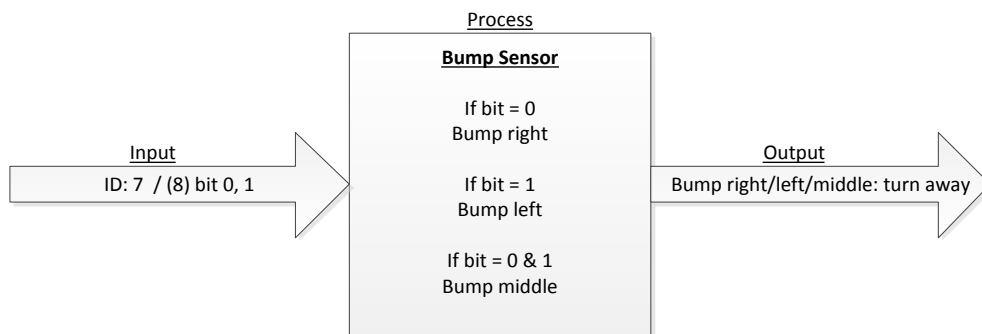 Process
Bump Sensor
If bit = 0
Bump right
Input
ID: 7 / (8) bit 0, 1
If bit = 1
Bump left
Output
Bump right/left/middle: turn away
If bit = 0 & 1
Bump middle